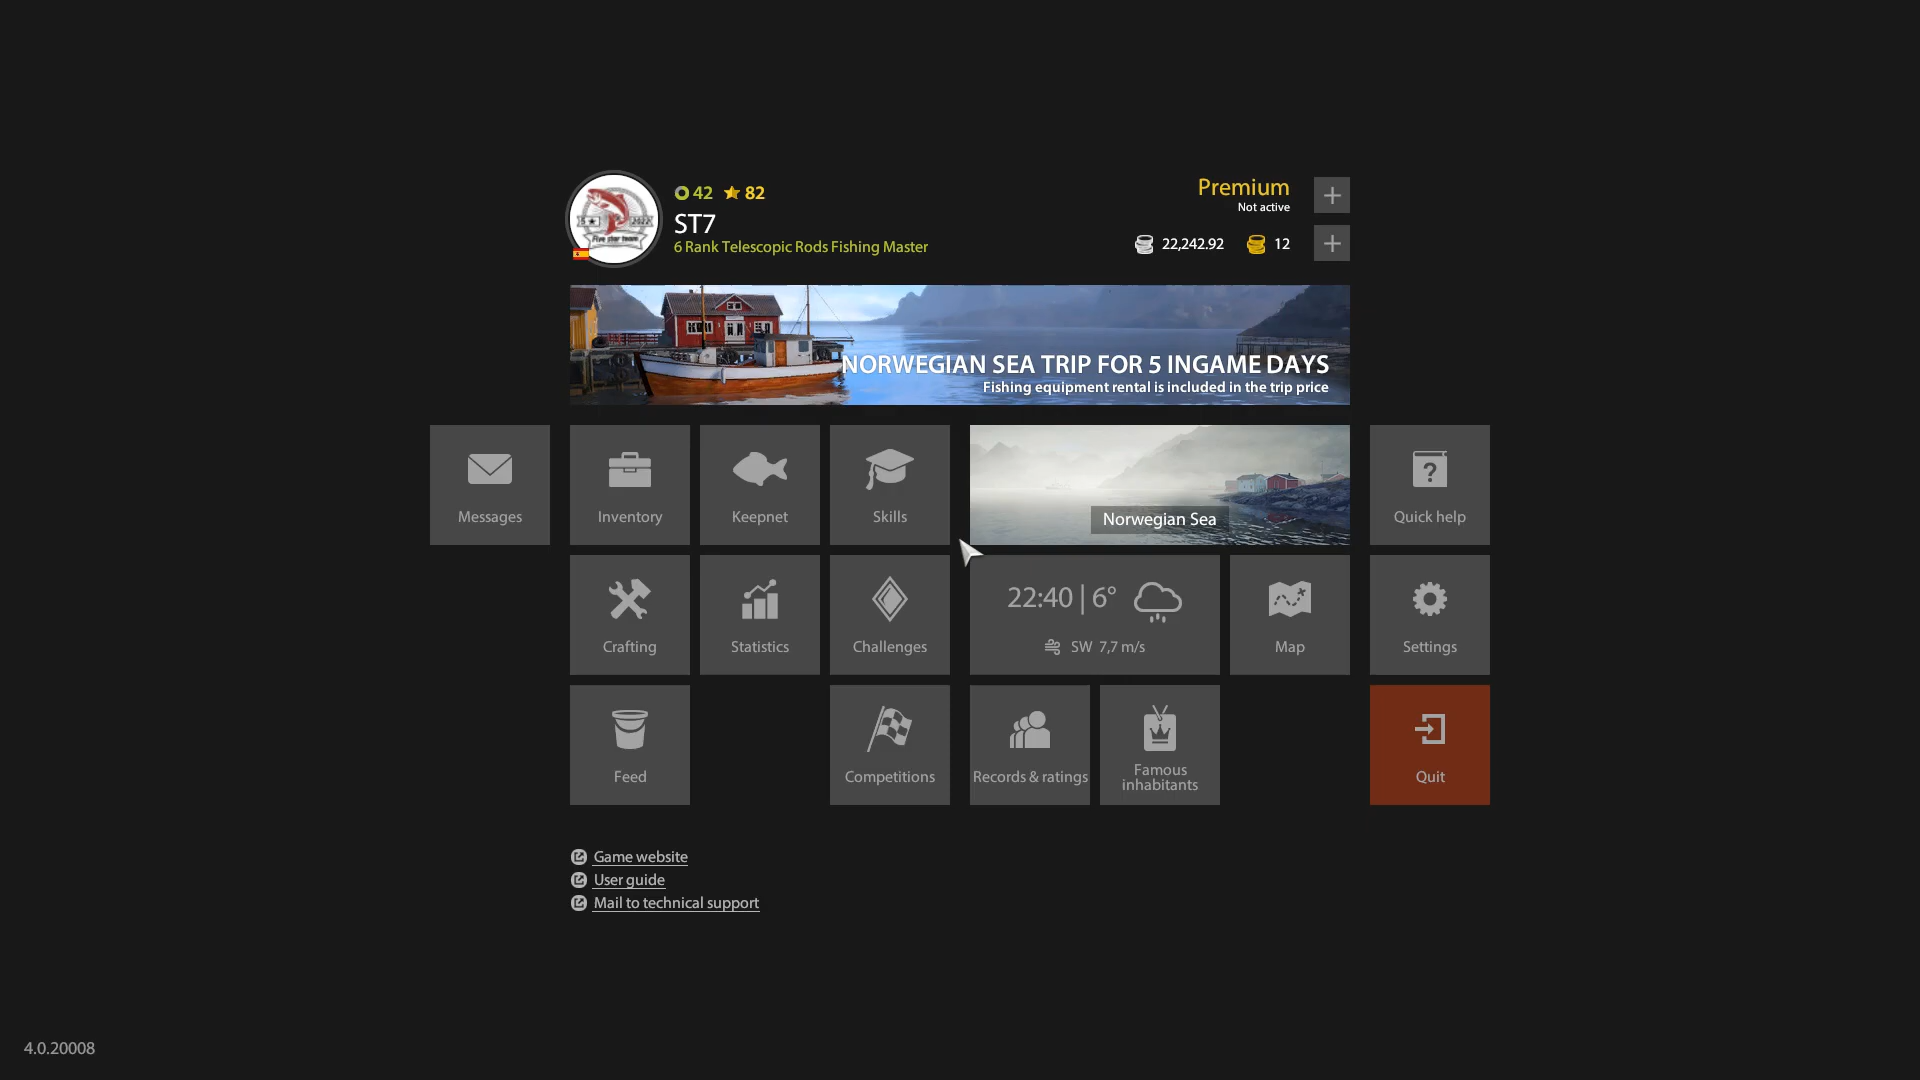 42 82
ST7
6 Rank Telescopic Rods Fishing Master
Premium
Not active
22,242.92 12
NORWEGIAN SEA TRIP FOR 5 INGAME DAYS
Fishing equipment rental is included in the trip price
Messages
Inventory
Keepnet
Skills
Norwegian Sea
Quick help
Crafting
Statistics
Challenges
22:40 | 6°
SW 7,7 m/s
Map
Settings
Feed
Competitions
Records & ratings
Famous
inhabitants
Quit
Game website
User guide
Mail to technical support
4.0.20008